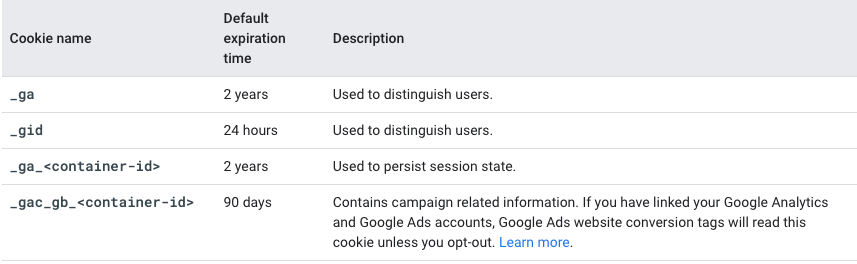 Cookie name
Default
expiration
time
Description
_ga
2 years
Used to distinguish users.
_gid
24 hours
Used to distinguish users.
_ga_<container-id>
2 years
Used to persist session state.
_gac_gb_<container-id>
90 days
Contains campaign related information. If you have linked your Google Analytics
and Google Ads accounts, Google Ads website conversion tags will read this
cookie unless you opt-out. Learn more.